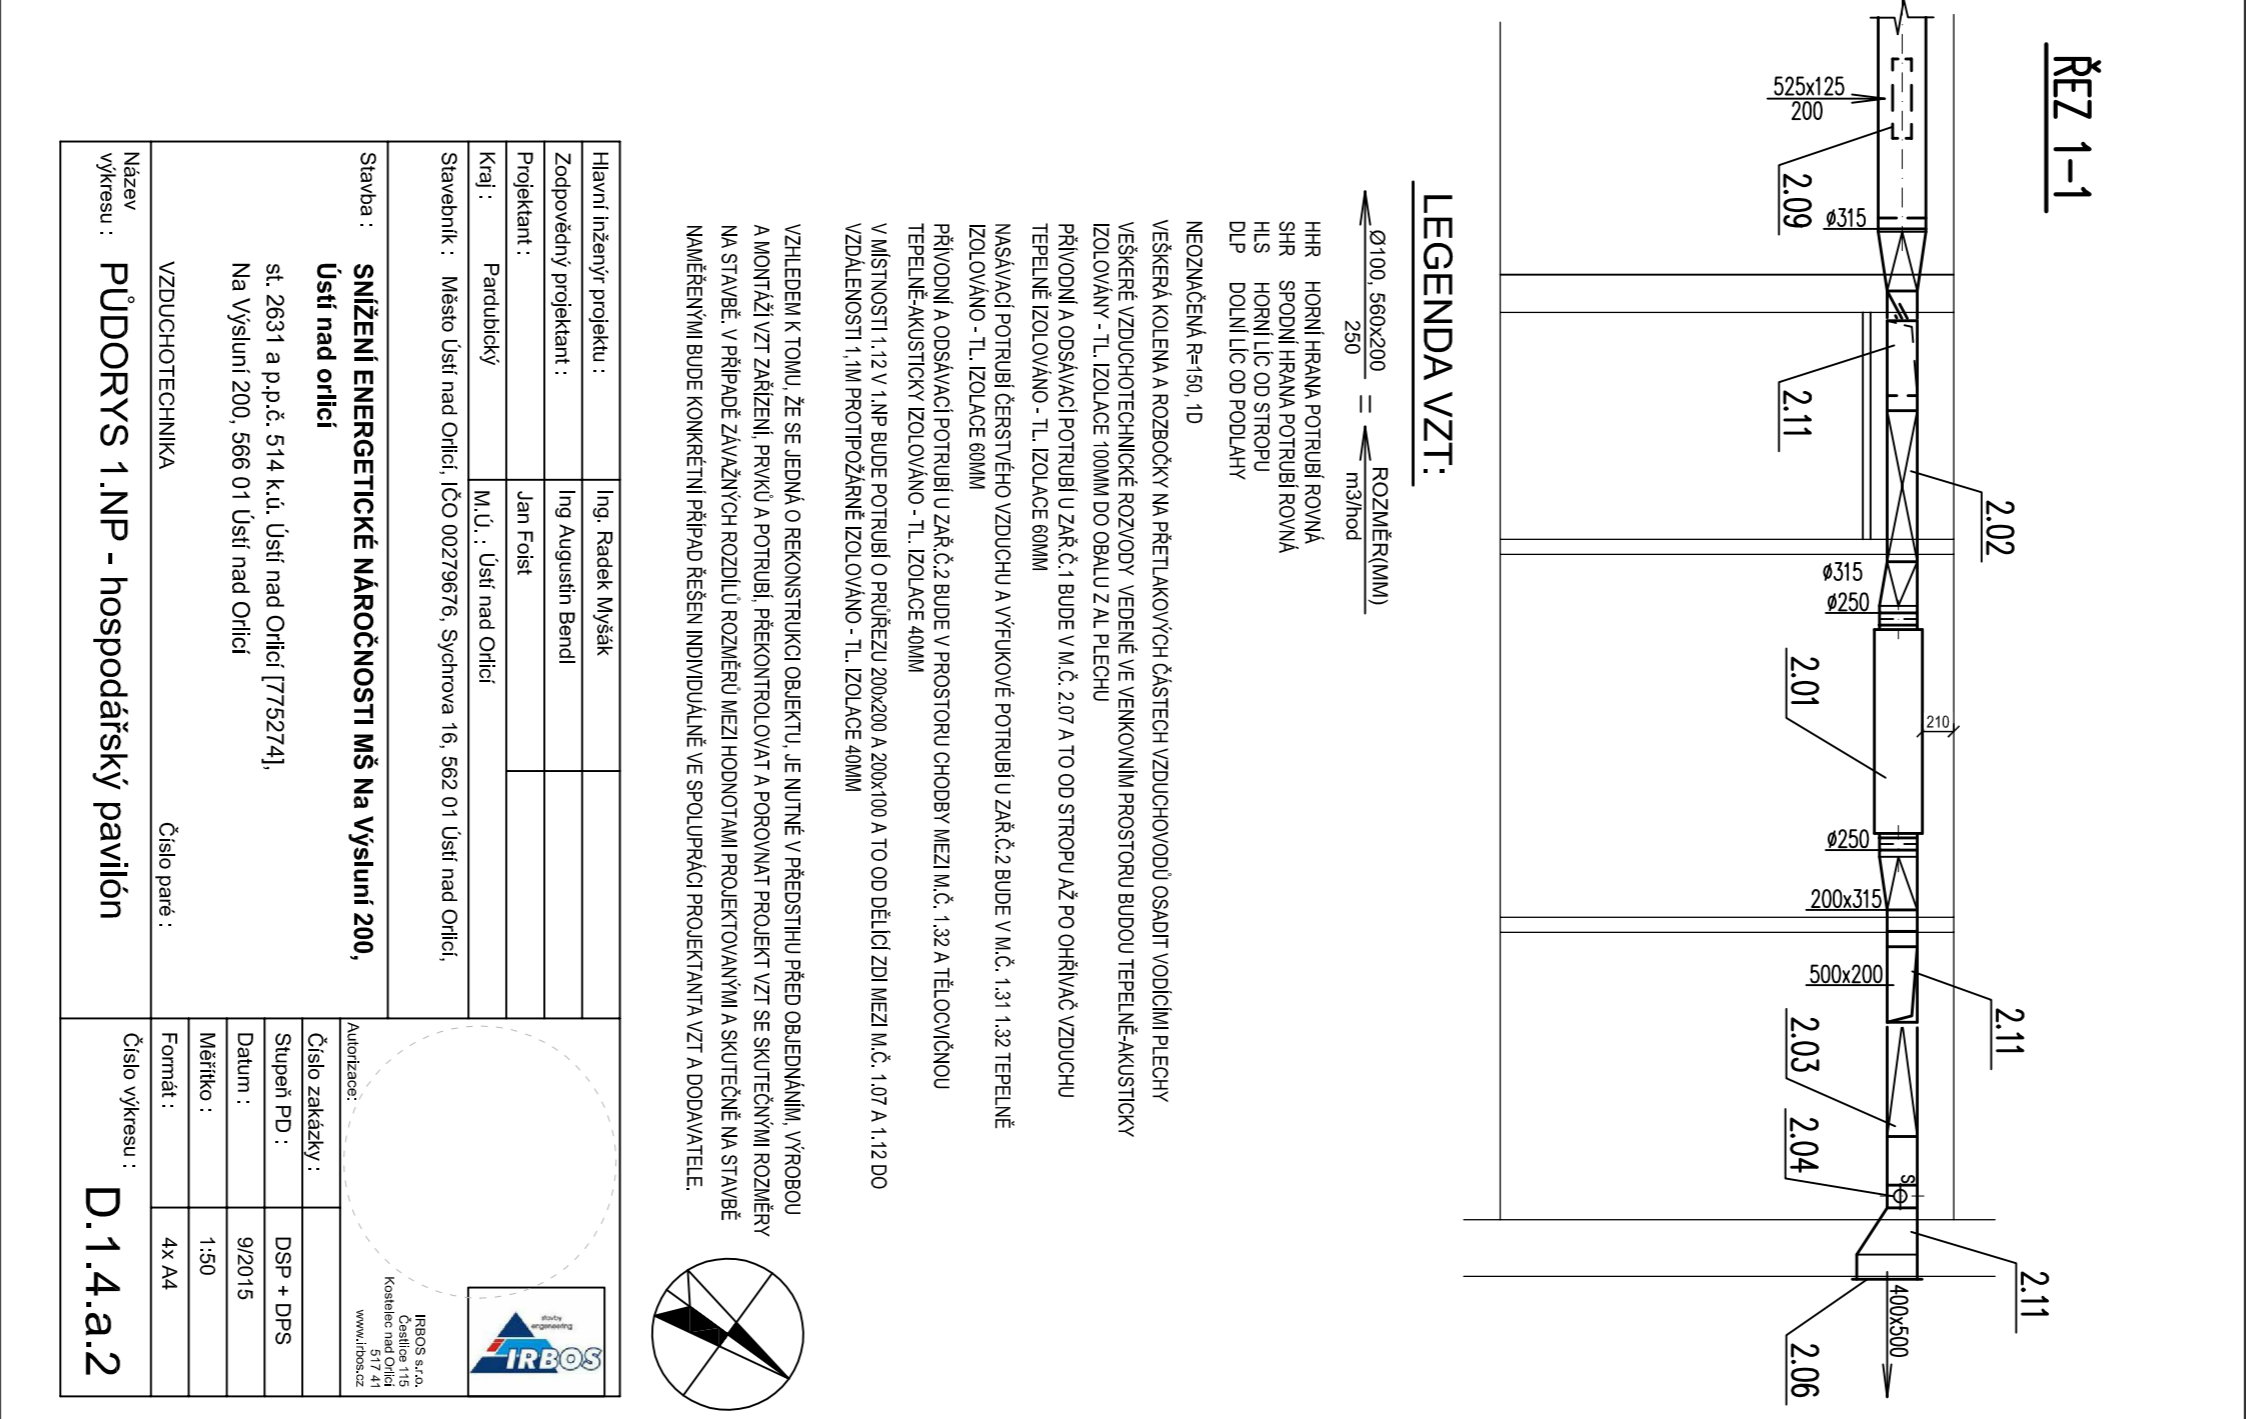 ŘEZ 1-1
525x125
200
2.09
ø315
2.11
2.02
ø315
ø250
2.01
210
ø250
200x315
500x200
2.11
2.03
2.04
S
2.11
400x500
2.06
LEGENDA VZT:
Ø100, 560x200
250
=
ROZMĚR(MM)
m3/hod
HHR HORNÍ HRANA POTRUBÍ ROVNÁ
SHR SPODNÍ HRANA POTRUBÍ ROVNÁ
HLS HORNÍ LÍC OD STROPU
DLP DOLNÍ LÍC OD PODLAHY
NEOZNAČENÁ R=150, 1D
VEŠKERÁ KOLENA A ROZBOČKY NA PŘETLAKOVÝCH ČÁSTECH VZDUCHOVODŮ OSADIT VODÍCÍMI PLECHY
VEŠKERÉ VZDUCHOTECHNICKÉ ROZVODY VEDENÉ VE VENKOVNÍM PROSTORU BUDOU TEPELNĚ-AKUSTICKY
IZOLOVÁNY - TL. IZOLACE 100MM DO OBALU Z AL PLECHU
PŘÍVODNÍ A ODSÁVACÍ POTRUBÍ U ZAŘ.Č.1 BUDE V M.Č. 2.07 A TO OD STROPU AŽ PO OHŘÍVAČ VZDUCHU
TEPELNĚ IZOLOVÁNO - TL. IZOLACE 60MM
NASÁVACÍ POTRUBÍ ČERSTVÉHO VZDUCHU A VÝFUKOVÉ POTRUBÍ U ZAŘ.Č.2 BUDE V M.Č. 1.31 1.32 TEPELNĚ
IZOLOVÁNO - TL. IZOLACE 60MM
PŘÍVODNÍ A ODSÁVACÍ POTRUBÍ U ZAŘ.Č.2 BUDE V PROSTORU CHODBY MEZI M.Č. 1.32 A TĚLOCVIČNOU
TEPELNĚ-AKUSTICKY IZOLOVÁNO - TL. IZOLACE 40MM
V MÍSTNOSTI 1.12 V 1.NP BUDE POTRUBÍ O PRŮŘEZU 200x200 A 200x100 A TO OD DĚLÍCÍ ZDI MEZI M.Č. 1.07 A 1.12 DO
VZDÁLENOSTI 1,1M PROTIPOŽÁRNĚ IZOLOVÁNO - TL. IZOLACE 40MM
VZHLEDEM K TOMU, ŽE SE JEDNÁ O REKONSTRUKCI OBJEKTU, JE NUTNÉ V PŘEDSTIHU PŘED OBJEDNÁNÍM, VÝROBOU
A MONTÁŽÍ VZT ZAŘÍZENÍ, PRVKŮ A POTRUBÍ, PŘEKONTROLOVAT A POROVNAT PROJEKT VZT SE SKUTEČNÝMI ROZMĚRY
NA STAVBĚ. V PŘÍPADĚ ZÁVAŽNÝCH ROZDÍLŮ ROZMĚRŮ MEZI HODNOTAMI PROJEKTOVANÝMI A SKUTEČNĚ NA STAVBĚ
NAMĚŘENÝMI BUDE KONKRÉTNÍ PŘÍPAD ŘEŠEN INDIVIDUÁLNĚ VE SPOLUPRÁCI PROJEKTANTA VZT A DODAVATELE.
Hlavní inženýr projektu : Ing. Radek Myšák
Zodpovědný projektant : Ing Augustin Bendl
Projektant : Jan Foist
Kraj : Pardubický M.Ú. : Ústí nad Orlicí
Stavebník : Město Ústí nad Orlicí, IČO 00279676, Sychrova 16, 562 01 Ústí nad Orlicí,
Stavba : SNÍŽENÍ ENERGETICKÉ NÁROČNOSTI MŠ Na Výsluní 200,
Ústí nad orlicí
st. 2631 a p.p.č. 514 k.ú. Ústí nad Orlicí [775274],
Na Výsluní 200, 566 01 Ústí nad Orlicí
VZDUCHOTECHNIKA Číslo paré :
Název
výkresu : PŮDORYS 1.NP - hospodářský pavilón
stavby
engeneering
IRBOS
IRBOS s.r.o.
Čestlice 115
Kostelec nad Orlicí
517 41
www.irbos.cz
Autorizace:
Číslo zakázky :
Stupeň PD : DSP + DPS
Datum : 9/2015
Měřítko : 1:50
Formát : 4x A4
Číslo výkresu : D.1.4.a.2